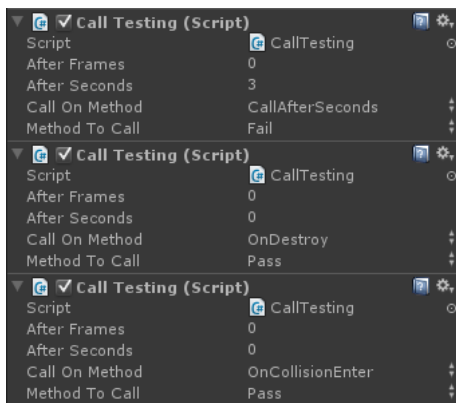 Call Testing (Script)
Script CallTesting
After Frames 0
After Seconds 3
Call On Method CallAfterSeconds
Method To Call Fail
Call Testing (Script)
Script CallTesting
After Frames 0
After Seconds 0
Call On Method OnDestroy
Method To Call Pass
Call Testing (Script)
Script CallTesting
After Frames 0
After Seconds 0
Call On Method OnCollisionEnter
Method To Call Pass